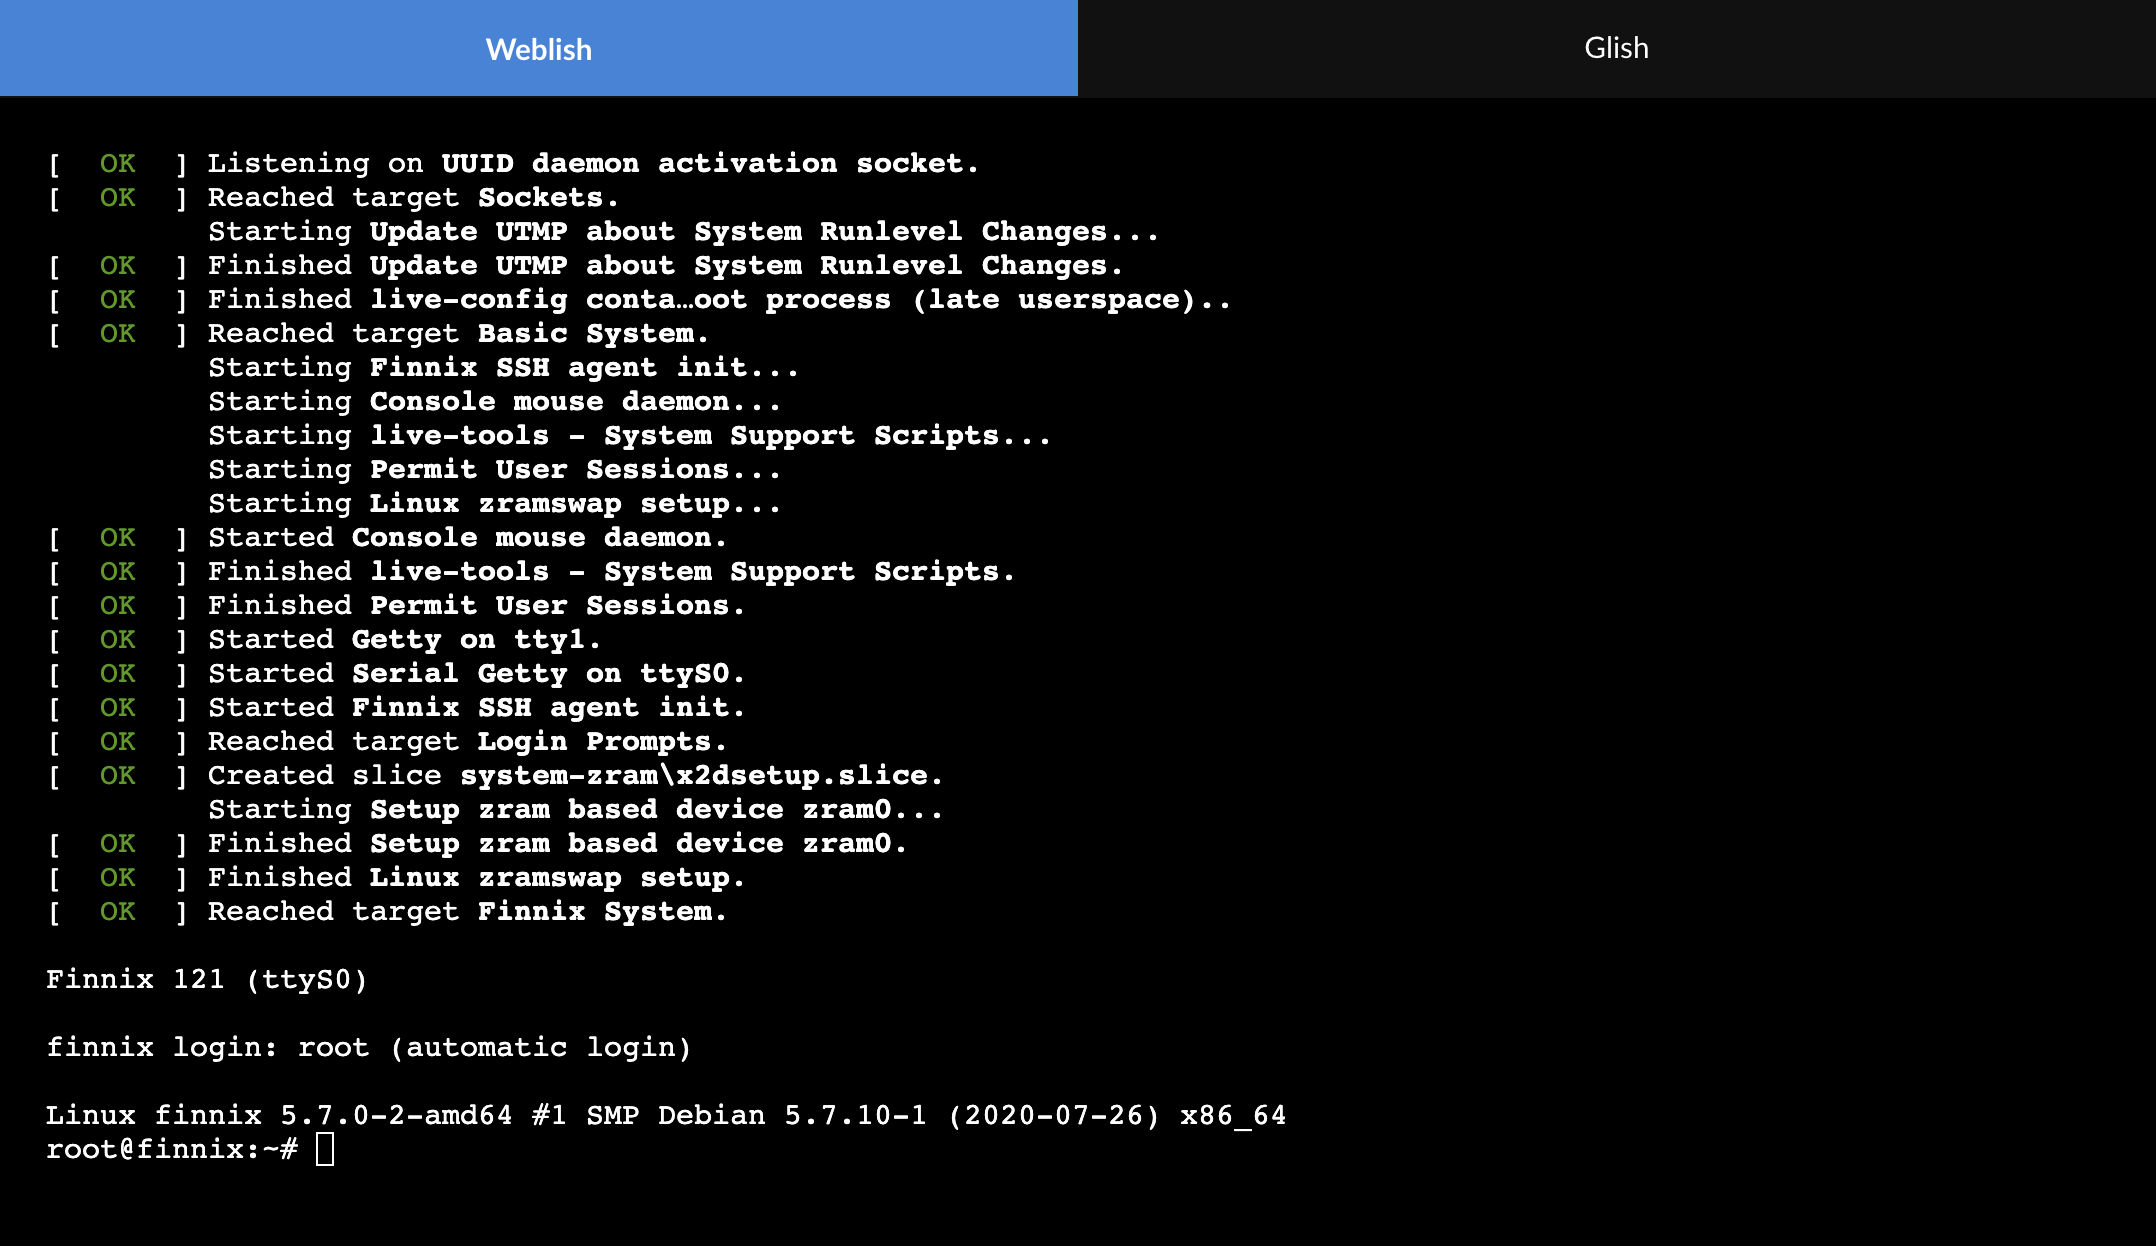 Weblish
Glish
[  OK  ] Listening on UUID daemon activation socket.
[  OK  ] Reached target Sockets.
         Starting Update UTMP about System Runlevel Changes...
[  OK  ] Finished Update UTMP about System Runlevel Changes.
[  OK  ] Finished live-config conta…oot process (late userspace)..
[  OK  ] Reached target Basic System.
         Starting Finnix SSH agent init...
         Starting Console mouse daemon...
         Starting live-tools - System Support Scripts...
         Starting Permit User Sessions...
         Starting Linux zramswap setup...
[  OK  ] Started Console mouse daemon.
[  OK  ] Finished live-tools - System Support Scripts.
[  OK  ] Finished Permit User Sessions.
[  OK  ] Started Getty on tty1.
[  OK  ] Started Serial Getty on ttyS0.
[  OK  ] Started Finnix SSH agent init.
[  OK  ] Reached target Login Prompts.
[  OK  ] Created slice system-zram\x2dsetup.slice.
         Starting Setup zram based device zram0...
[  OK  ] Finished Setup zram based device zram0.
[  OK  ] Finished Linux zramswap setup.
[  OK  ] Reached target Finnix System.
Finnix 121 (ttyS0)
finnix login: root (automatic login)
Linux finnix 5.7.0-2-amd64 #1 SMP Debian 5.7.10-1 (2020-07-26) x86_64
root@finnix:~#